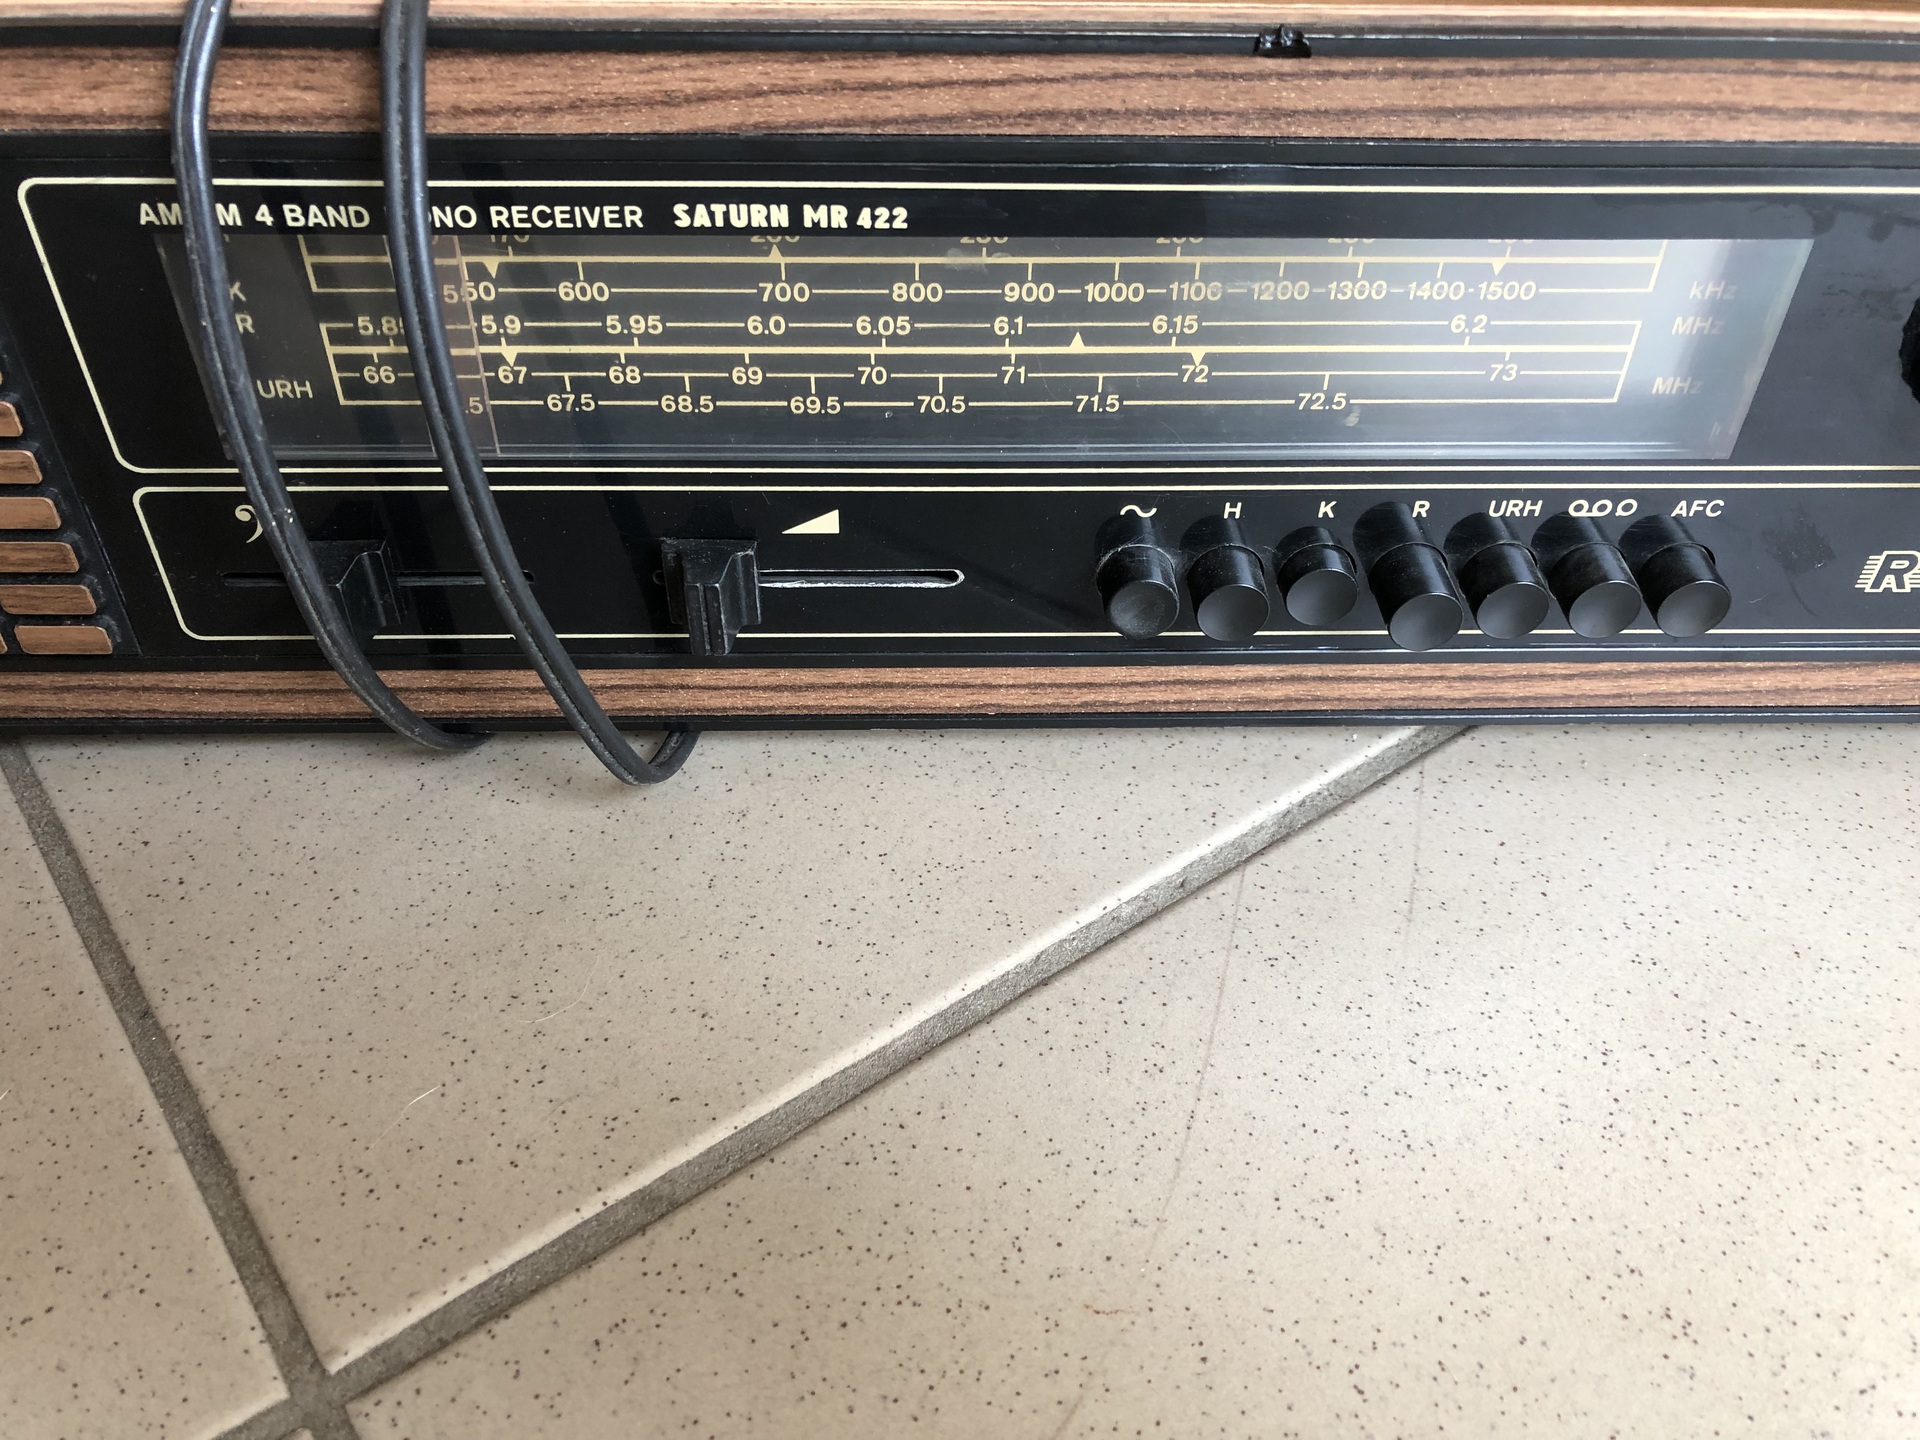 AM 4 BAND RECEIVER SATURN MR 422
K 550 600 700 800 900 1000 1100 1200 1300 1400 1500 kHz
R 5.9 5.95 6.0 6.05 6.1 6.15 6.2 MHz
66 67 68 69 70 71 72 73
URH MHz
67.5 68.5 69.5 70.5 71.5 72.5
H K R URH AFC
R